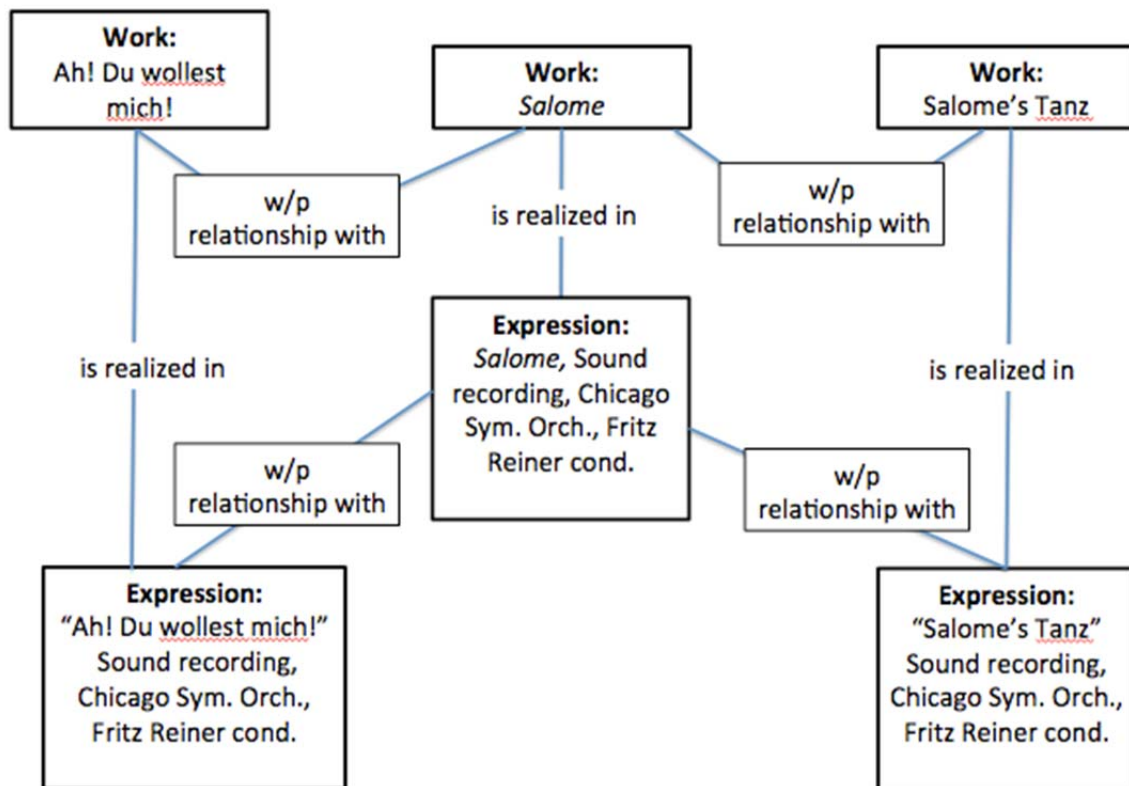 Work:
Ah! Du wollest
mich!
Work:
Salome
Work:
Salome’s Tanz
w/p
relationship with
is realized in
w/p
relationship with
is realized in
Expression:
Salome, Sound
recording, Chicago
Sym. Orch., Fritz
Reiner cond.
is realized in
w/p
relationship with
w/p
relationship with
Expression:
“Ah! Du wollest mich!”
Sound recording,
Chicago Sym. Orch.,
Fritz Reiner cond.
Expression:
“Salome’s Tanz”
Sound recording,
Chicago Sym. Orch.,
Fritz Reiner cond.